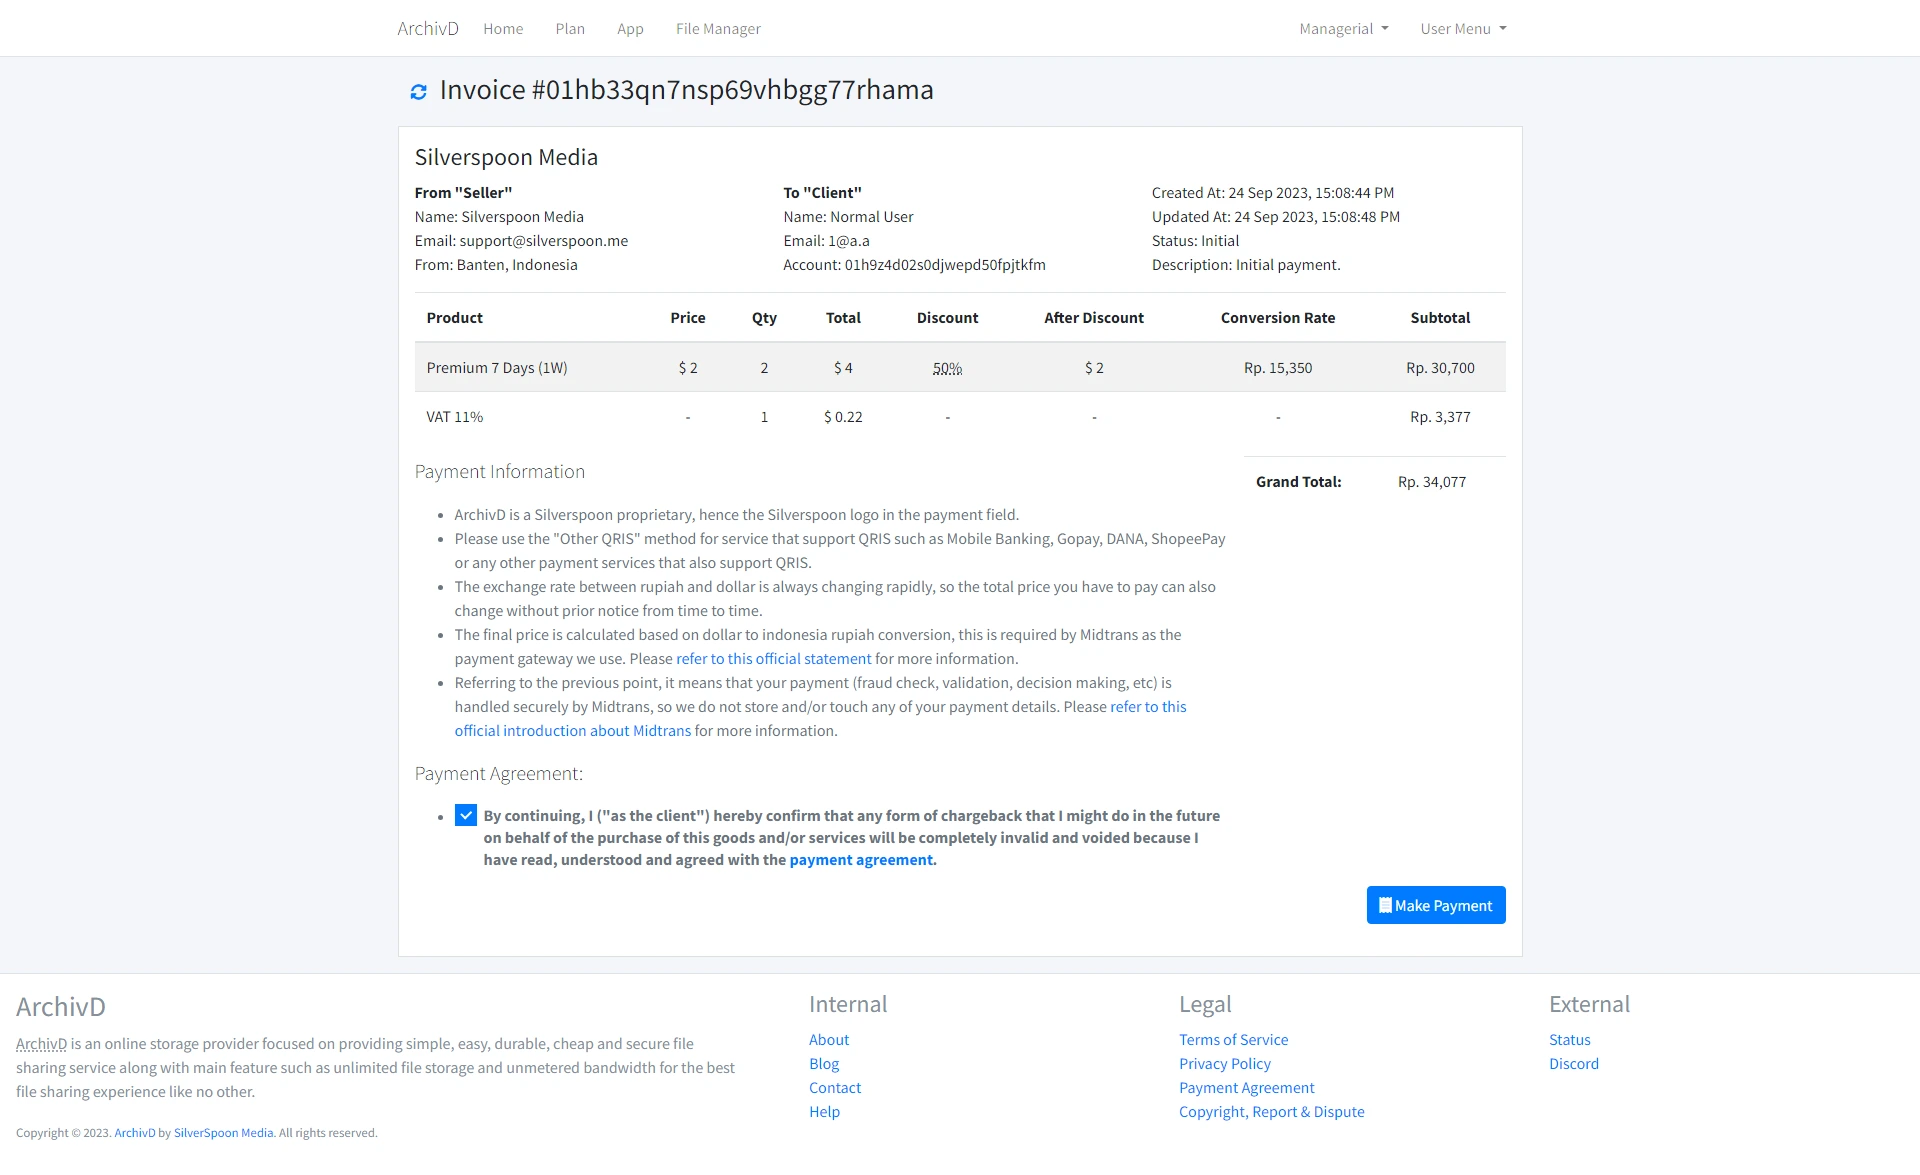 ArchivD Home Plan App File Manager Managerial User Menu
Invoice #01hb33qn7nsp69vhbgg77rhama
Silverspoon Media
From "Seller"
Name: Silverspoon Media
Email: support@silverspoon.me
From: Banten, Indonesia
To "Client"
Name: Normal User
Email: 1@a.a
Account: 01h9z4d02s0djwepd50fpjtkfm
Created At: 24 Sep 2023, 15:08:44 PM
Updated At: 24 Sep 2023, 15:08:48 PM
Status: Initial
Description: Initial payment.
Product Price Qty Total Discount After Discount Conversion Rate Subtotal
Premium 7 Days (1W) $ 2 2 $ 4 50% $ 2 Rp. 15,350 Rp. 30,700
VAT 11% - 1 $ 0.22 - - - Rp. 3,377
Grand Total: Rp. 34,077
Payment Information
• ArchivD is a Silverspoon proprietary, hence the Silverspoon logo in the payment field.
• Please use the "Other QRIS" method for service that support QRIS such as Mobile Banking, Gopay, DANA, ShopeePay
or any other payment services that also support QRIS.
• The exchange rate between rupiah and dollar is always changing rapidly, so the total price you have to pay can also
change without prior notice from time to time.
• The final price is calculated based on dollar to indonesia rupiah conversion, this is required by Midtrans as the
payment gateway we use. Please refer to this official statement for more information.
• Referring to the previous point, it means that your payment (fraud check, validation, decision making, etc) is
handled securely by Midtrans, so we do not store and/or touch any of your payment details. Please refer to this
official introduction about Midtrans for more information.
Payment Agreement:
• By continuing, I ("as the client") hereby confirm that any form of chargeback that I might do in the future
on behalf of the purchase of this goods and/or services will be completely invalid and voided because I
have read, understood and agreed with the payment agreement.
Make Payment
ArchivD
ArchivD is an online storage provider focused on providing simple, easy, durable, cheap and secure file
sharing service along with main feature such as unlimited file storage and unmetered bandwidth for the best
file sharing experience like no other.
Copyright © 2023. ArchivD by SilverSpoon Media. All rights reserved.
Internal
About
Blog
Contact
Help
Legal
Terms of Service
Privacy Policy
Payment Agreement
Copyright, Report & Dispute
External
Status
Discord